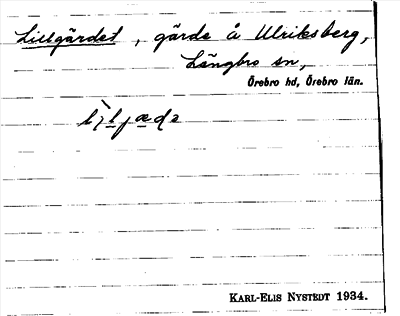 Lillgärdet, gärde å Ulriksberg,
Längbro sn,
Örebro hd, Örebro län.
KARL-ELIS NYSTEDT 1934.